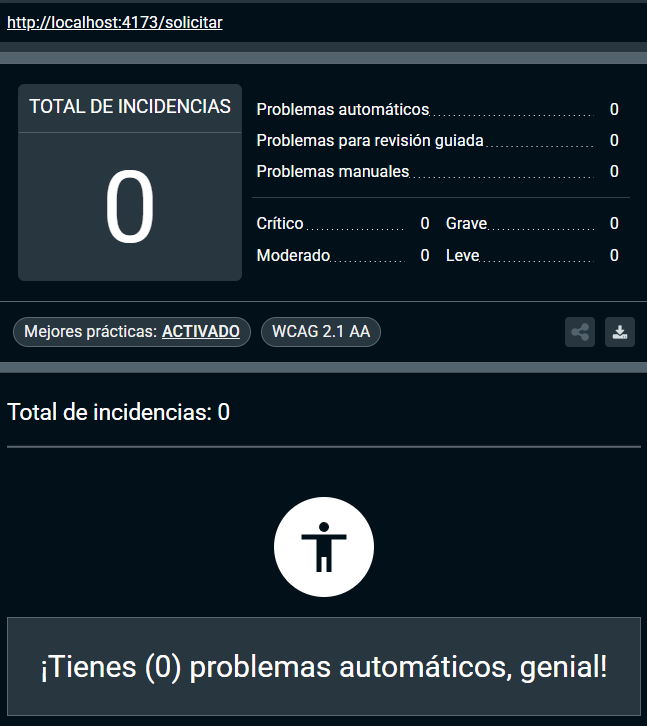 http://localhost:4173/solicitar
TOTAL DE INCIDENCIAS
0
Problemas automáticos 0
Problemas para revisión guiada 0
Problemas manuales 0
Crítico 0 Grave 0
Moderado 0 Leve 0
Mejores prácticas: ACTIVADO WCAG 2.1 AA
Total de incidencias: 0
¡Tienes (0) problemas automáticos, genial!